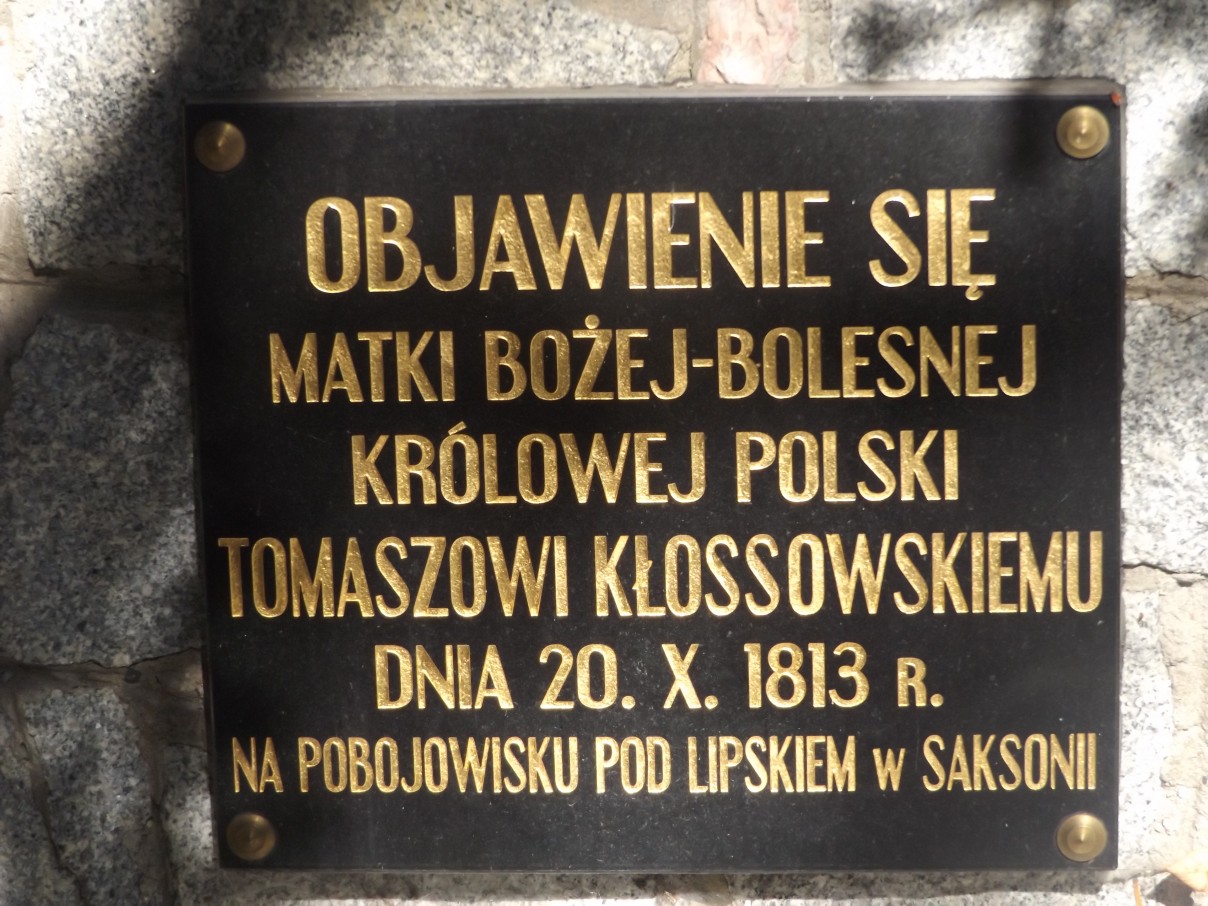 OBJAWIENIE SIĘ
MATKI BOŻEJ-BOLESNEJ
KRÓLOWEJ POLSKI
TOMASZOWI KŁOSSOWSKIEMU
DNIA 20. X. 1813 R.
NA POBOJOWISKU POD LIPSKIEM w SAKSONII